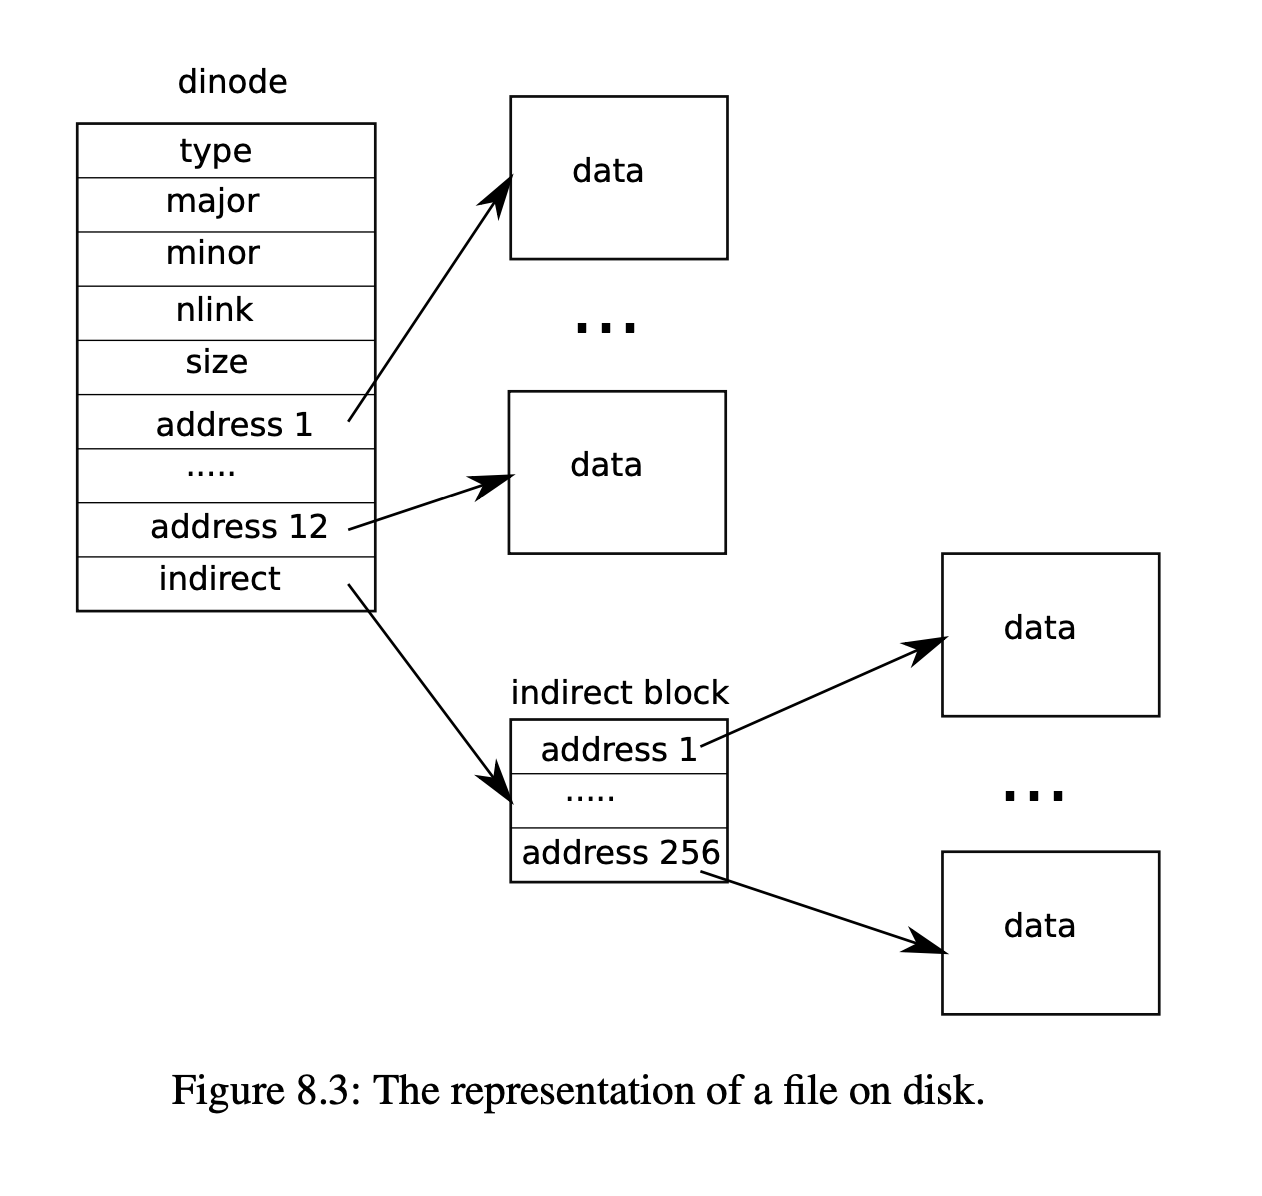 dinode
type
major
minor
nlink
size
address 1
.....
address 12
indirect
data
...
data
indirect block
address 1
.....
address 256
data
...
data
Figure 8.3: The representation of a file on disk.